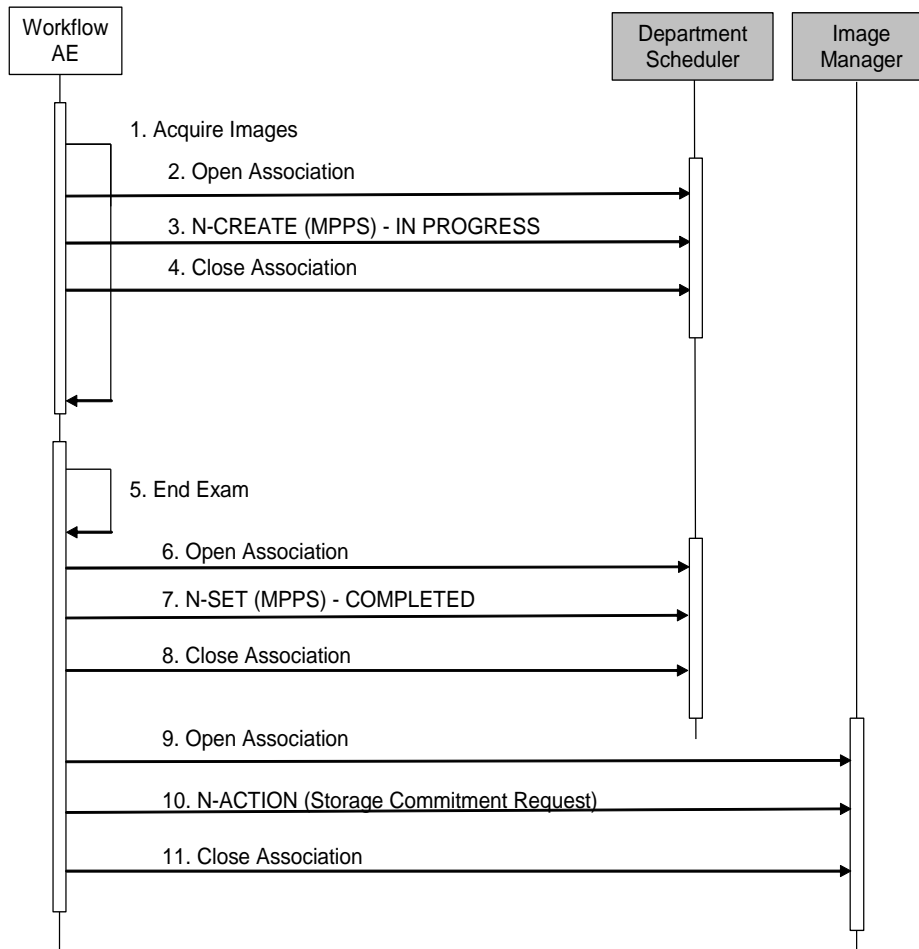 Workflow
AE
Department
Scheduler
Image
Manager
1. Acquire Images
2. Open Association
3. N-CREATE (MPPS) - IN PROGRESS
4. Close Association
5. End Exam
6. Open Association
7. N-SET (MPPS) - COMPLETED
8. Close Association
9. Open Association
10. N-ACTION (Storage Commitment Request)
11. Close Association